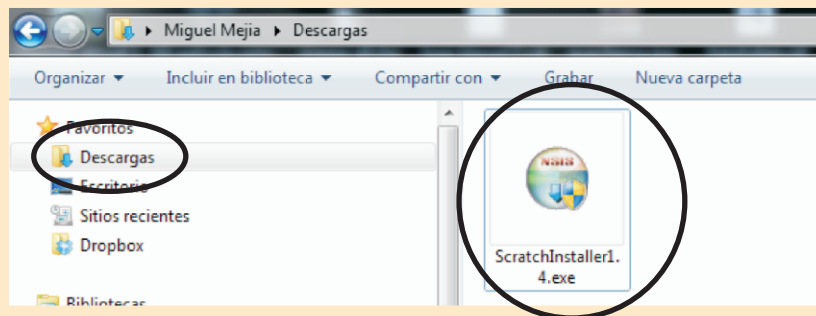 Miguel Mejia ▸ Descargas
Organizar Incluir en biblioteca Compartir con Grabar Nueva carpeta
Favoritos
Descargas
Escritorio
Sitios recientes
Dropbox
Bibliotecas
NSIS
ScratchInstaller1.
4.exe